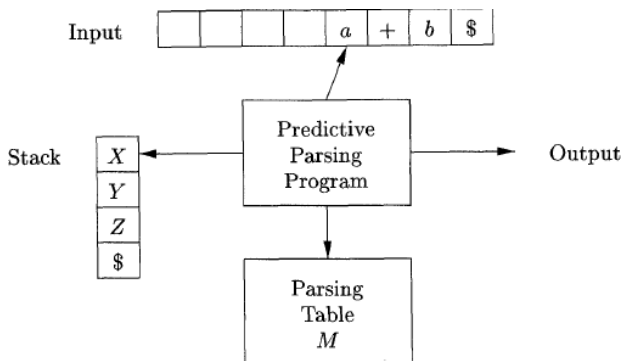 Input a + b $
Predictive
Parsing
Program
Stack X
Y
Z
$
Output
Parsing
Table
M